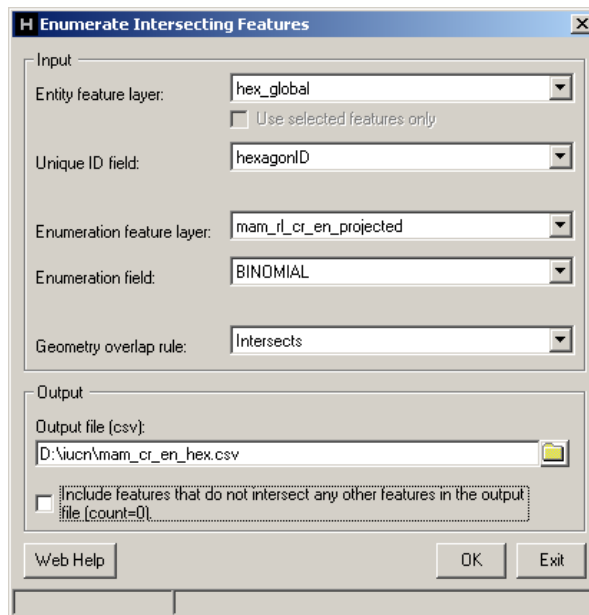 H Enumerate Intersecting Features
Input
Entity feature layer:
hex_global
Use selected features only
Unique ID field:
hexagonID
Enumeration feature layer:
mam_rl_cr_en_projected
Enumeration field:
BINOMIAL
Geometry overlap rule:
Intersects
Output
Output file (csv):
D:\iucn\mam_cr_en_hex.csv
Include features that do not intersect any other features in the output
file (count=0).
Web Help
OK
Exit